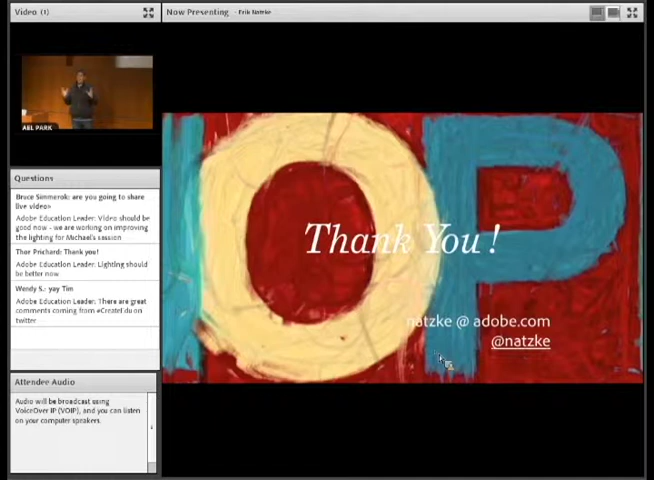 Video (1)
Now Presenting - Erik Natzke
AEL PARK
Questions
Bruce Simmerok: are you going to share
live video>
Adobe Education Leader: Video should be
good now - we are working on improving
the lighting for Michael's session
Thor Prichard: Thank you!
Adobe Education Leader: Lighting should
be better now
Wendy S.: yay Tim
Adobe Education Leader: There are great
comments coming from #CreateEdu on
twitter
Attendee Audio
Audio will be broadcast using
VoiceOver IP (VOIP), and you can listen
on your computer speakers.
IOP
Thank You!
natzke @ adobe.com
@natzke